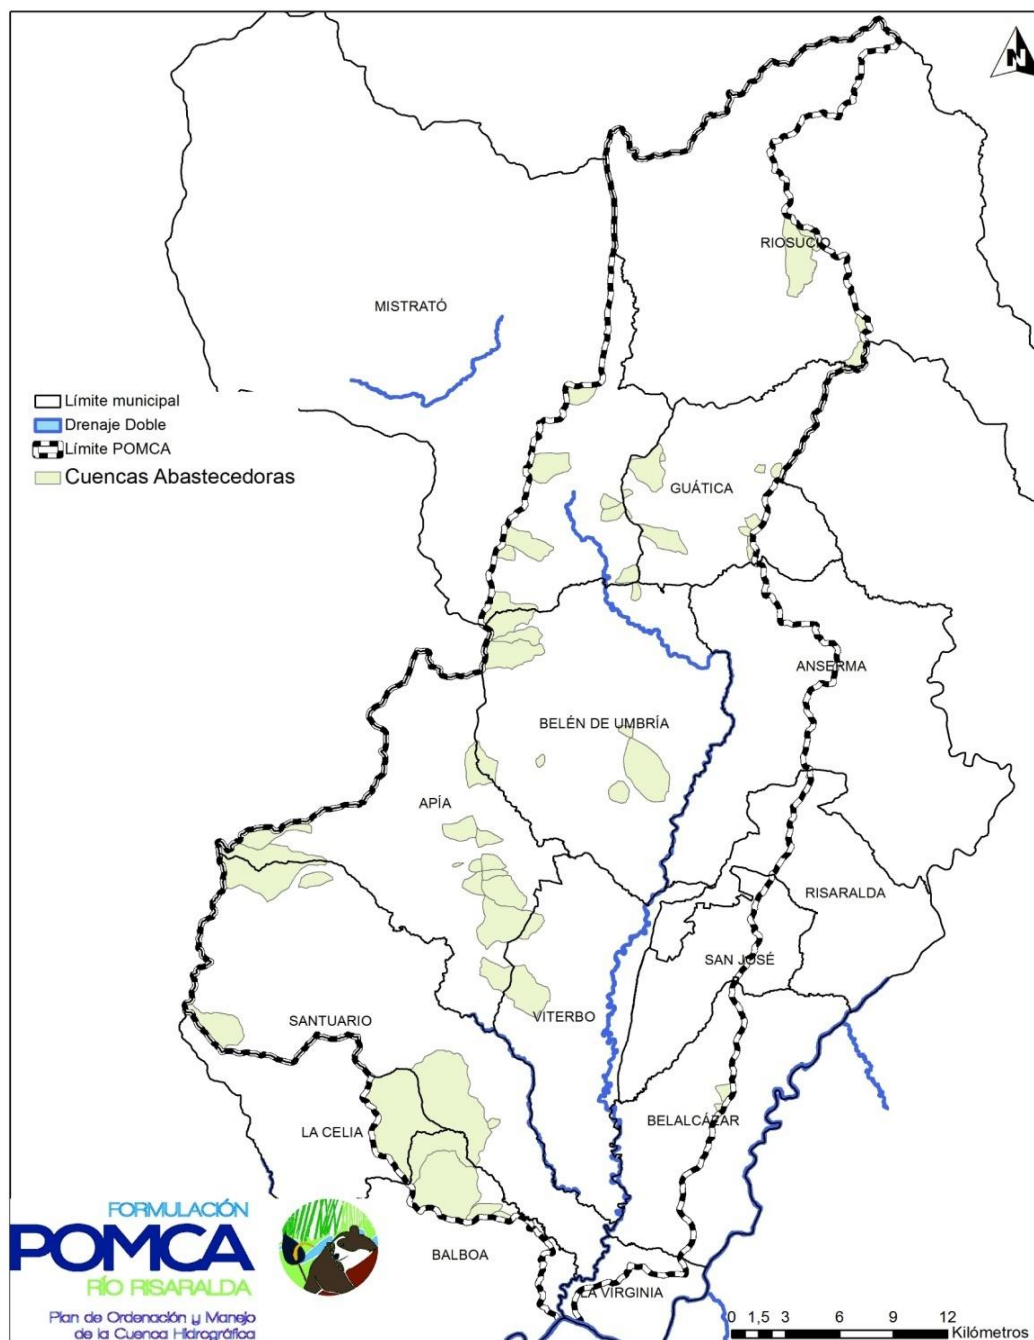 N
RIOSUCIO
MISTRATÓ
Límite municipal
Drenaje Doble
Límite POMCA
Cuencas Abastecedoras
GUÁTICA
ANSERMA
BELÉN DE UMBRÍA
APÍA
RISARALDA
SAN JOSÉ
VITERBO
SANTUARIO
BELALCÁZAR
LA CELIA
BALBOA
LA VIRGINIA
FORMULACIÓN
POMCA
RÍO RISARALDA
Plan de Ordenación y Manejo
de la Cuenca Hidrográfica
0 1,5 3 6 9 12
Kilómetros